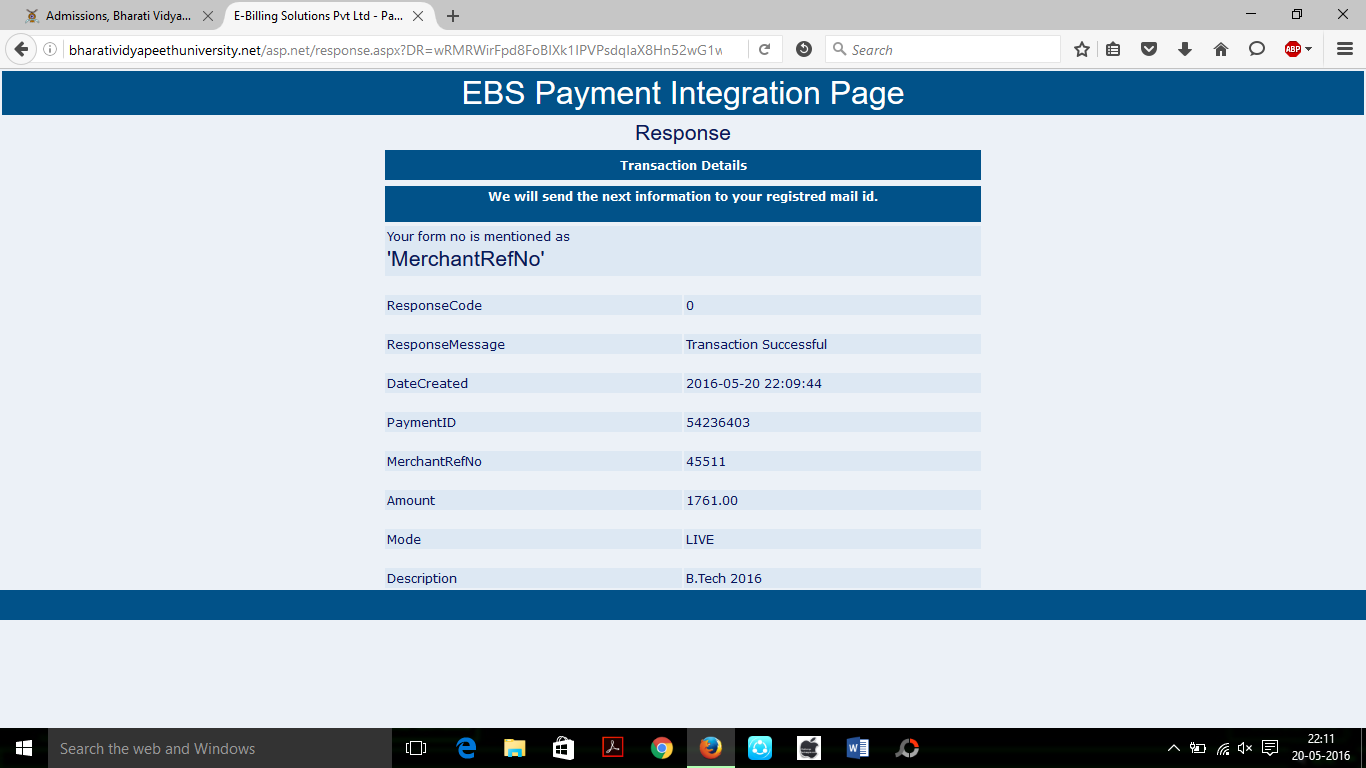 Admissions, Bharati Vidya...
E-Billing Solutions Pvt Ltd - Pa...
bharatividyapeethuniversity.net/asp.net/response.aspx?DR=wRMRWirFpd8FoBIXk1IPVPsdqIaX8Hn52wG1w
Search
ABP
EBS Payment Integration Page
Response
Transaction Details
We will send the next information to your registred mail id.
Your form no is mentioned as
'MerchantRefNo'
ResponseCode 0
ResponseMessage Transaction Successful
DateCreated 2016-05-20 22:09:44
PaymentID 54236403
MerchantRefNo 45511
Amount 1761.00
Mode LIVE
Description B.Tech 2016
Search the web and Windows
22:11
20-05-2016